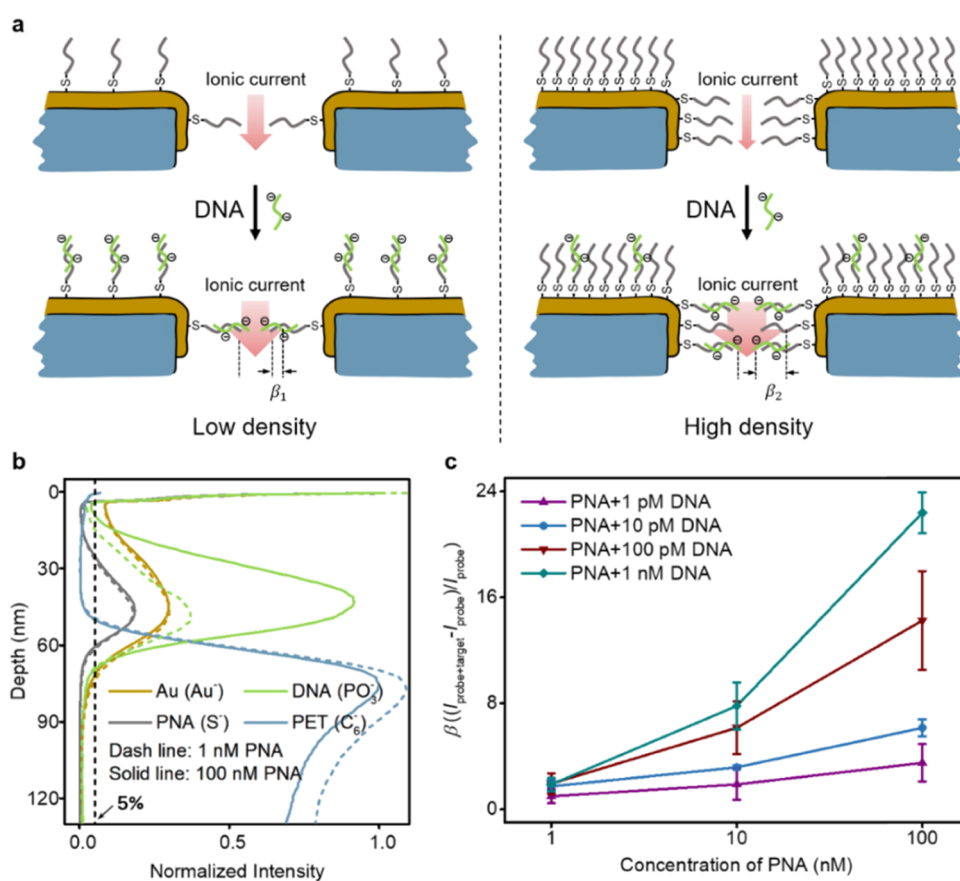 a
S S S S S S
Ionic current
S S
DNA
S S S S S S
Ionic current
S S
β₁
Low density
S S S S S S S S S S S S S S S S
Ionic current
S S
S S
S S
DNA
S S S S S S S S S S S S S S S S
Ionic current
S S
S S
S S
β₂
High density
b
Depth (nm)
0
30
60
90
120
Au (Au⁻)
DNA (PO₃⁻)
PNA (S⁻)
PET (C₆⁻)
Dash line: 1 nM PNA
Solid line: 100 nM PNA
5%
0.0 0.5 1.0
Normalized Intensity
c
β ((I probe+target-I probe)/I probe)
24
16
8
0
PNA+1 pM DNA
PNA+10 pM DNA
PNA+100 pM DNA
PNA+1 nM DNA
1 10 100
Concentration of PNA (nM)